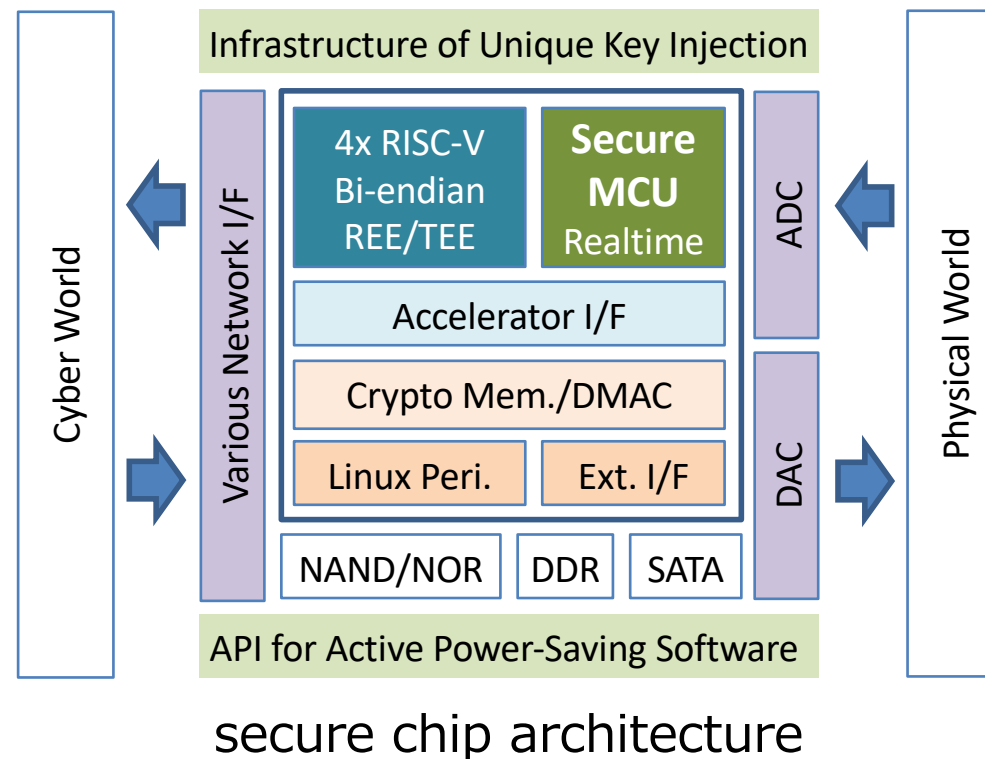 Infrastructure of Unique Key Injection
Cyber World
Various Network I/F
4x RISC-V
Bi-endian
REE/TEE
Secure
MCU
Realtime
Accelerator I/F
Crypto Mem./DMAC
Linux Peri.
Ext. I/F
NAND/NOR
DDR
SATA
ADC
DAC
Physical World
API for Active Power-Saving Software
secure chip architecture